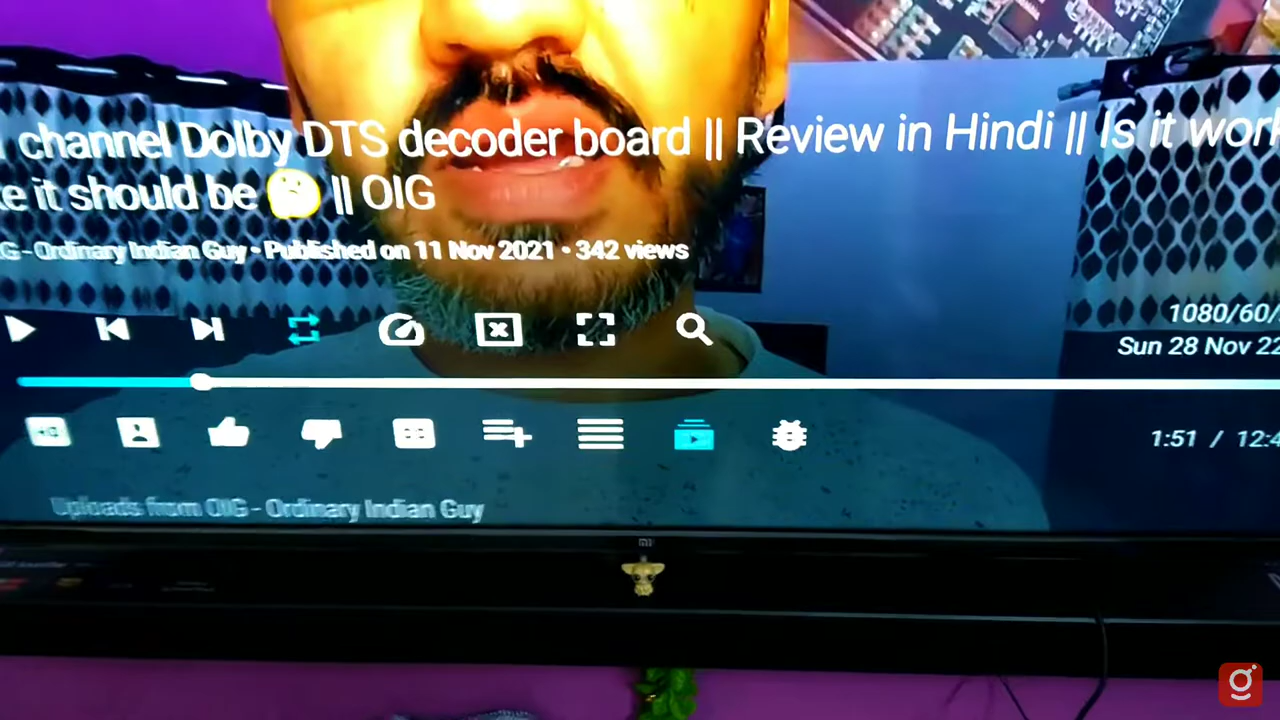 channel Dolby DTS decoder board || Review in Hindi || Is it work
it should be 🤔 || OIG
- Ordinary Indian Guy • Published on 11 Nov 2021 • 342 views
1080/60/
Sun 28 Nov 22
1:51 / 12:4
Uploads from OIG - Ordinary Indian Guy
mi
g